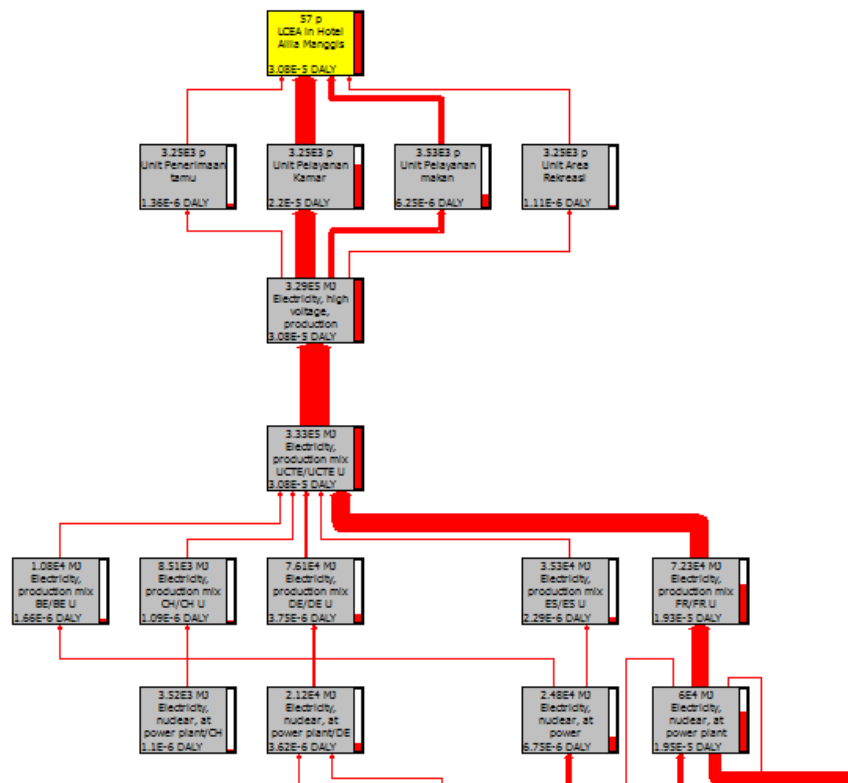 57 p
LCEA in Hotel
Alila Manggis
3.08E-5 DALY
3.25E3 p
Unit Penerimaan
tamu
1.36E-6 DALY
3.25E3 p
Unit Pelayanan
Kamar
2.2E-5 DALY
3.53E3 p
Unit Pelayanan
makan
6.25E-6 DALY
3.25E3 p
Unit Area
Rekreasi
1.11E-6 DALY
3.29E5 MJ
Electricity, high
voltage,
production
3.08E-5 DALY
3.33E5 MJ
Electricity,
production mix
UCTE/UCTE U
3.08E-5 DALY
1.08E4 MJ
Electricity,
production mix
BE/BE U
1.66E-6 DALY
8.51E3 MJ
Electricity,
production mix
CH/CH U
1.09E-6 DALY
7.61E4 MJ
Electricity,
production mix
DE/DE U
3.75E-6 DALY
3.53E4 MJ
Electricity,
production mix
ES/ES U
2.29E-6 DALY
7.23E4 MJ
Electricity,
production mix
FR/FR U
1.93E-5 DALY
3.52E3 MJ
Electricity,
nuclear, at
power plant/CH
1.1E-6 DALY
2.12E4 MJ
Electricity,
nuclear, at
power plant/DE
3.62E-6 DALY
2.48E4 MJ
Electricity,
nuclear, at
power
6.75E-6 DALY
6E4 MJ
Electricity,
nuclear, at
power plant
1.95E-5 DALY